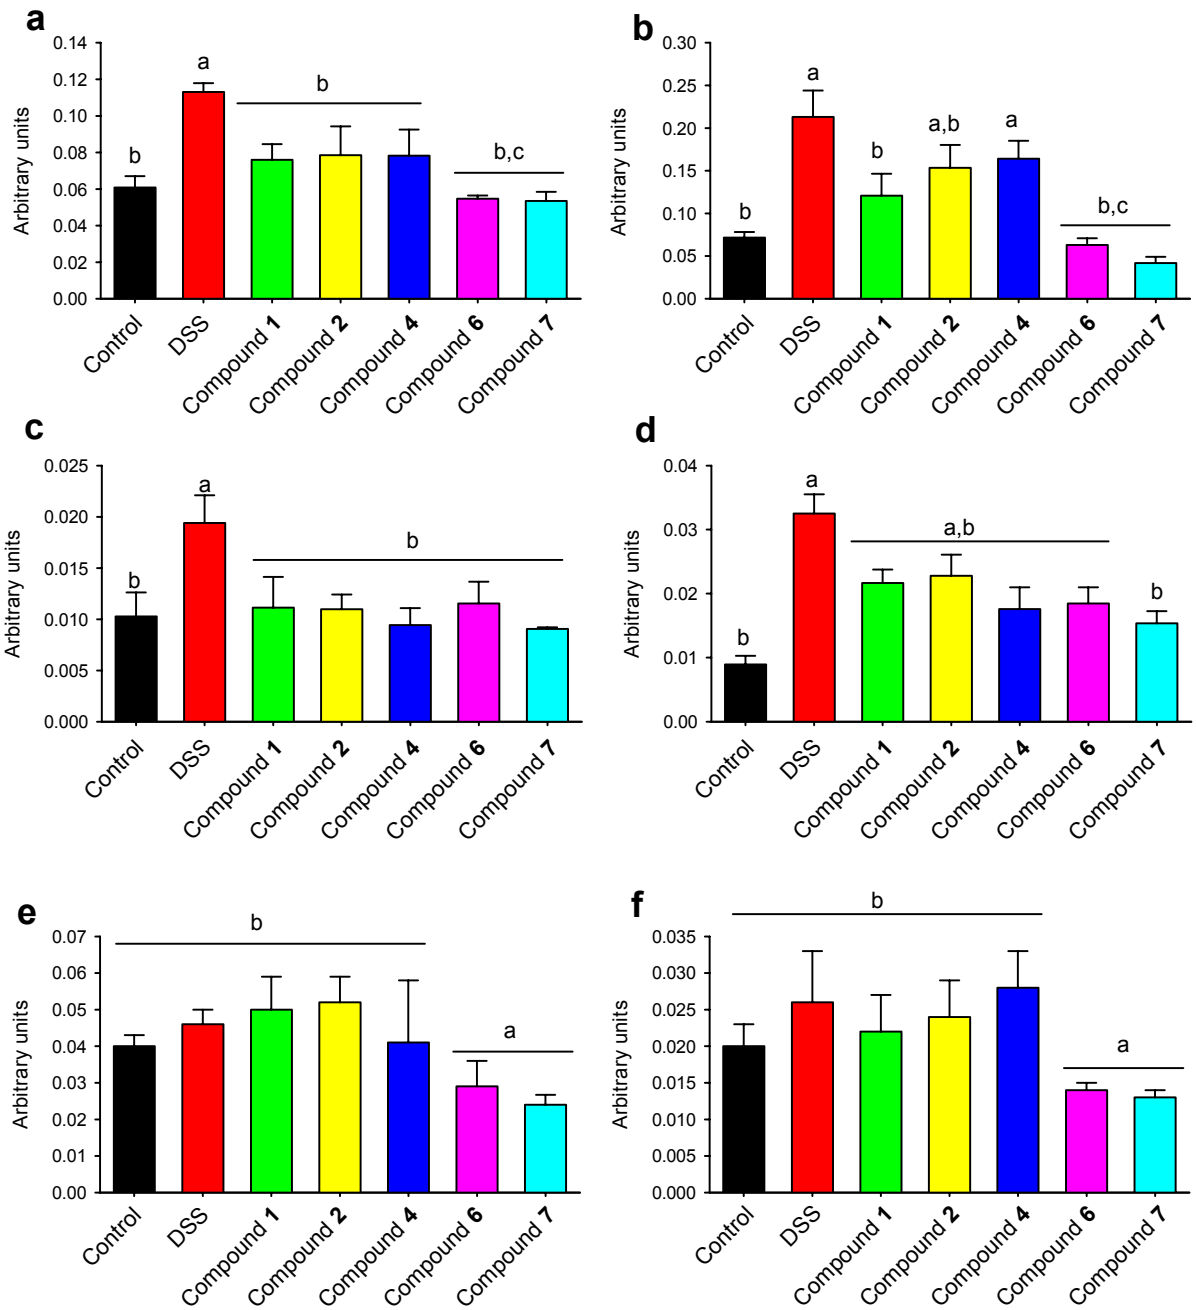 a
0.14
0.12
0.10
0.08
0.06
0.04
0.02
0.00
Arbitrary units
b
a
b
b,c
Control
DSS
Compound 1
Compound 2
Compound 4
Compound 6
Compound 7
b
0.30
0.25
0.20
0.15
0.10
0.05
0.00
Arbitrary units
b
a
b
a,b
a
b,c
Control
DSS
Compound 1
Compound 2
Compound 4
Compound 6
Compound 7
c
0.025
0.020
0.015
0.010
0.005
0.000
Arbitrary units
b
a
b
Control
DSS
Compound 1
Compound 2
Compound 4
Compound 6
Compound 7
d
0.04
0.03
0.02
0.01
0.00
Arbitrary units
b
a
a,b
b
Control
DSS
Compound 1
Compound 2
Compound 4
Compound 6
Compound 7
e
0.07
0.06
0.05
0.04
0.03
0.02
0.01
0.00
Arbitrary units
b
a
Control
DSS
Compound 1
Compound 2
Compound 4
Compound 6
Compound 7
f
0.035
0.030
0.025
0.020
0.015
0.010
0.005
0.000
Arbitrary units
b
a
Control
DSS
Compound 1
Compound 2
Compound 4
Compound 6
Compound 7